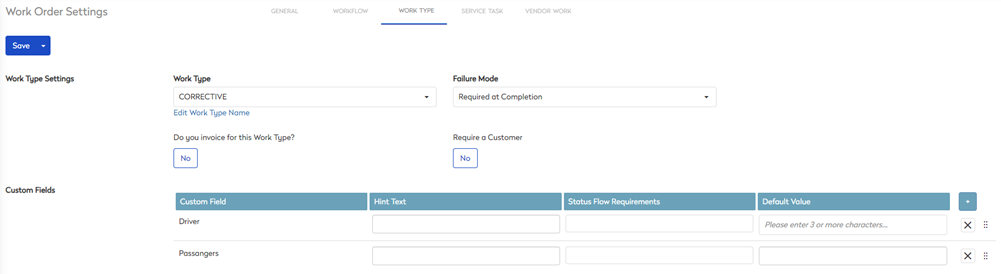 Work Order Settings
GENERAL WORKFLOW WORK TYPE SERVICE TASK VENDOR WORK
Save
Work Type Settings Work Type Failure Mode
CORRECTIVE Required at Completion
Edit Work Type Name
Do you invoice for this Work Type? Require a Customer
No No
Custom Fields
Custom Field Hint Text Status Flow Requirements Default Value +
Driver Please enter 3 or more characters...
Passangers